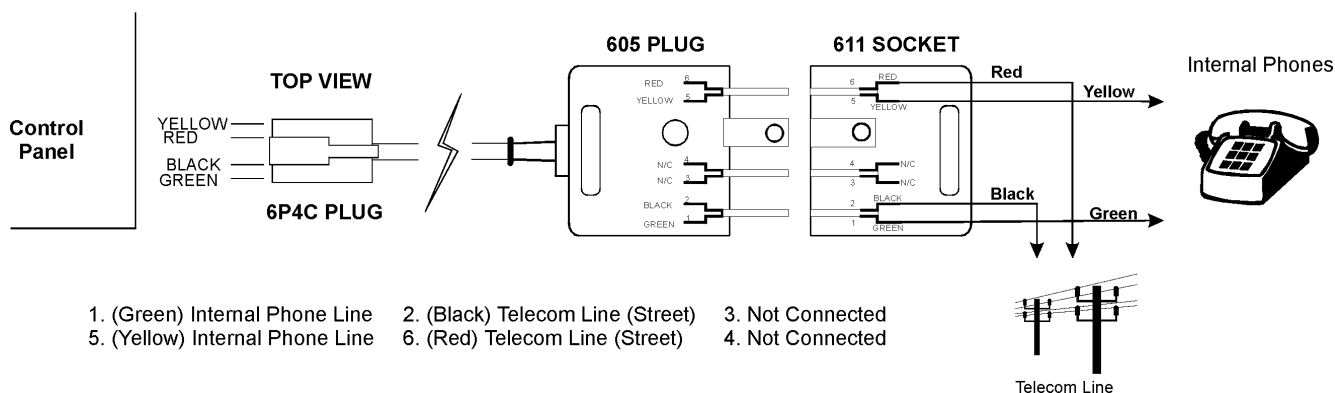 Control
Panel
TOP VIEW
YELLOW
RED
BLACK
GREEN
6P4C PLUG
605 PLUG
RED 6
YELLOW 5
N/C 4
N/C 3
BLACK 2
GREEN 1
611 SOCKET
6 RED
5 YELLOW
4 N/C
3 N/C
2 BLACK
1 GREEN
Red
Yellow
Black
Green
Internal Phones
Telecom Line
1. (Green) Internal Phone Line 2. (Black) Telecom Line (Street) 3. Not Connected
5. (Yellow) Internal Phone Line 6. (Red) Telecom Line (Street) 4. Not Connected